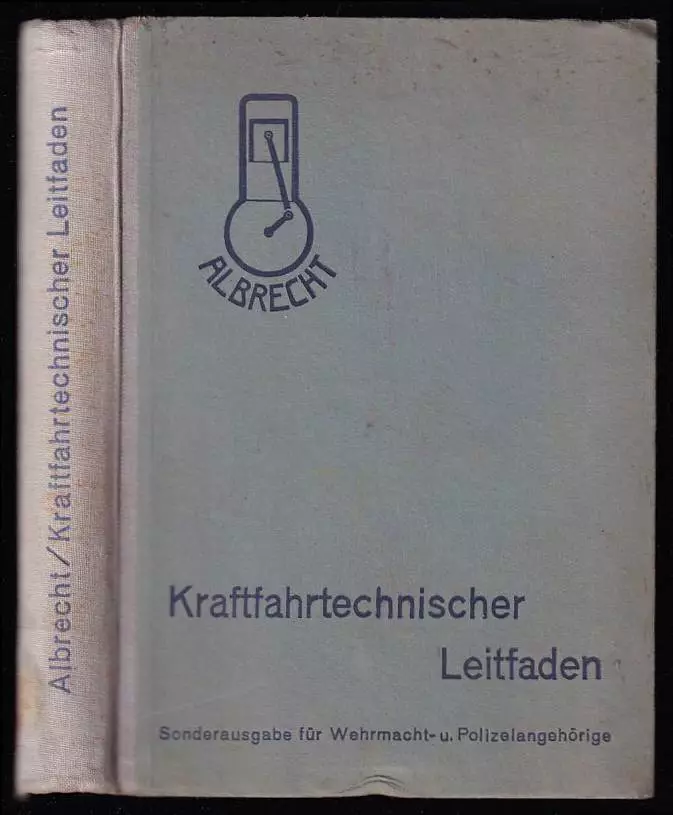 Albrecht/Kraftfahrtechnischer Leitfaden
ALBRECHT
Kraftfahrtechnischer
Leitfaden
Sonderausgabe für Wehrmacht- u. Polizeiangehörige